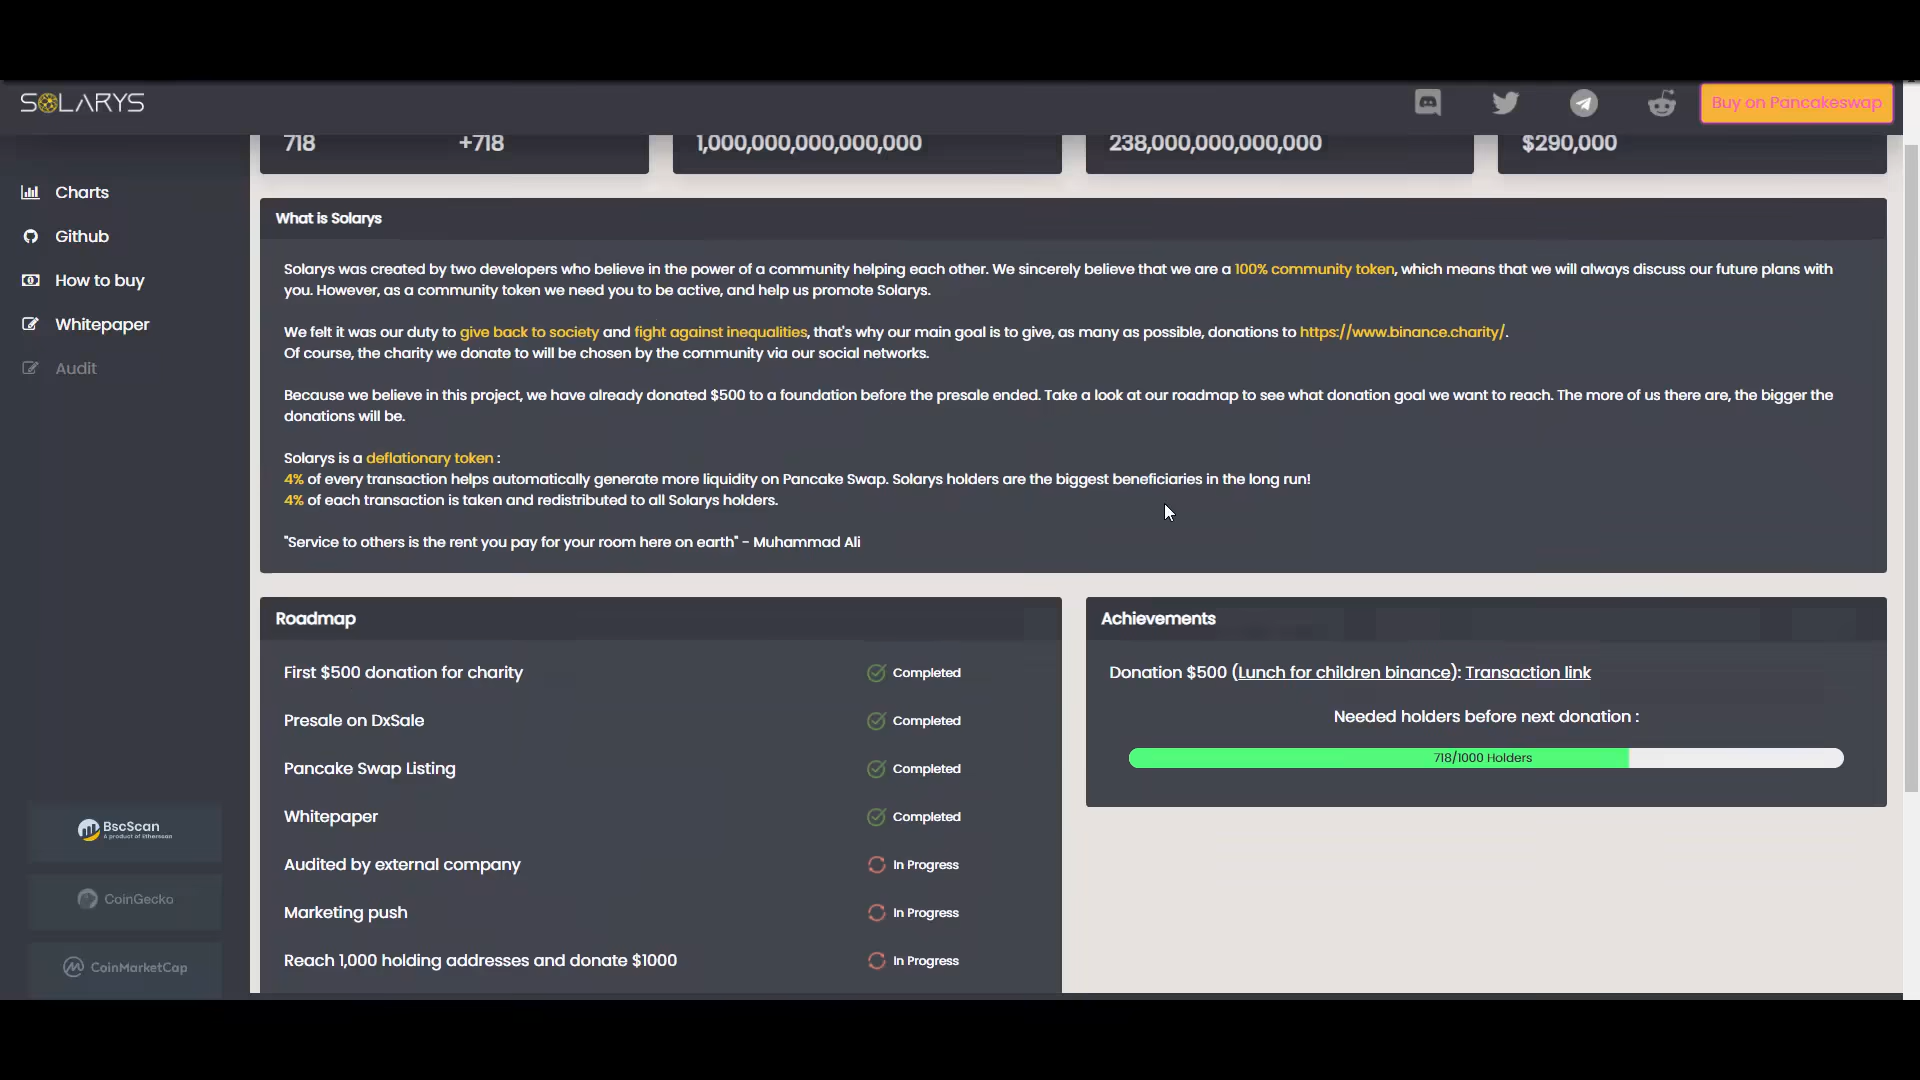 SOLARYS
Buy on Pancakeswap
718 +718 1,000,000,000,000,000 238,000,000,000,000 $290,000
Charts
Github
How to buy
Whitepaper
Audit
BscScan
A product of Etherscan
CoinGecko
CoinMarketCap
What is Solarys
Solarys was created by two developers who believe in the power of a community helping each other. We sincerely believe that we are a 100% community token, which means that we will always discuss our future plans with
you. However, as a community token we need you to be active, and help us promote Solarys.
We felt it was our duty to give back to society and fight against inequalities, that's why our main goal is to give, as many as possible, donations to https://www.binance.charity/.
Of course, the charity we donate to will be chosen by the community via our social networks.
Because we believe in this project, we have already donated $500 to a foundation before the presale ended. Take a look at our roadmap to see what donation goal we want to reach. The more of us there are, the bigger the
donations will be.
Solarys is a deflationary token :
4% of every transaction helps automatically generate more liquidity on Pancake Swap. Solarys holders are the biggest beneficiaries in the long run!
4% of each transaction is taken and redistributed to all Solarys holders.
"Service to others is the rent you pay for your room here on earth" - Muhammad Ali
Roadmap
First $500 donation for charity Completed
Presale on DxSale Completed
Pancake Swap Listing Completed
Whitepaper Completed
Audited by external company In Progress
Marketing push In Progress
Reach 1,000 holding addresses and donate $1000 In Progress
Achievements
Donation $500 (Lunch for children binance): Transaction link
Needed holders before next donation :
718/1000 Holders